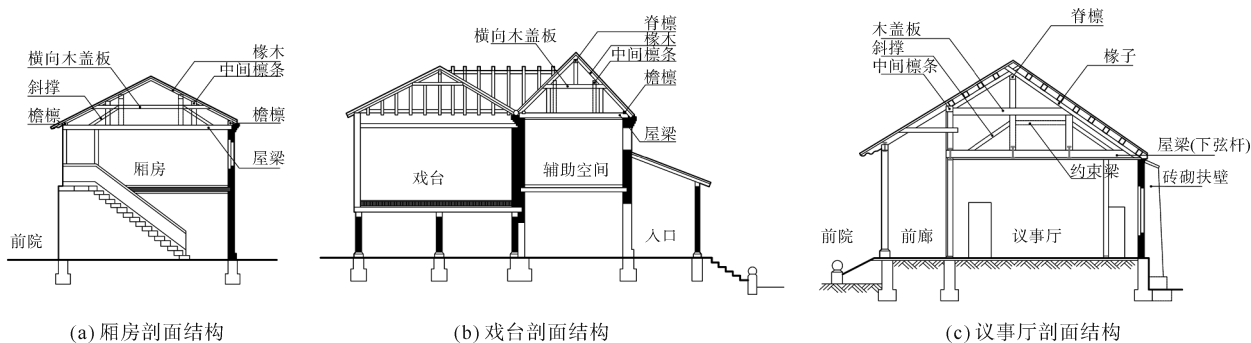 横向木盖板
椽木
中间檩条
斜撑
檐檩
檐檩
屋梁
厢房
前院
(a) 厢房剖面结构
脊檩
横向木盖板
椽木
中间檩条
檐檩
屋梁
戏台
辅助空间
入口
(b) 戏台剖面结构
脊檩
木盖板
斜撑
中间檩条
椽子
屋梁(下弦杆)
约束梁
砖砌扶壁
前院
前廊
议事厅
(c) 议事厅剖面结构